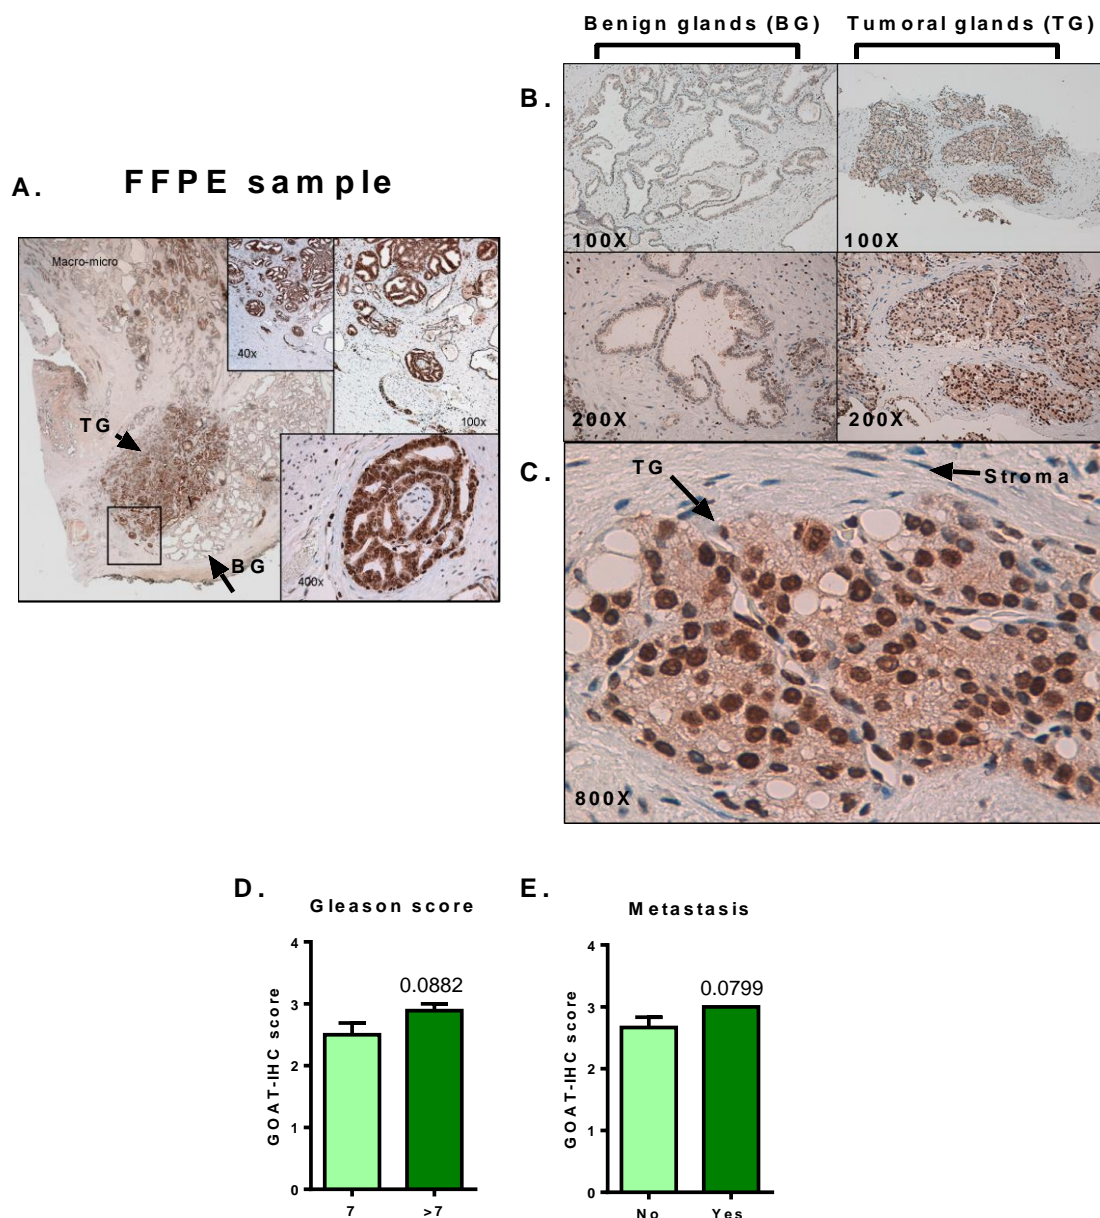 Benign glands (BG)
Tumoral glands (TG)
B.
100X
100X
200X
200X
A.
FFPE sample
Macro-micro
40x
100x
TG
BG
400x
C.
TG
Stroma
800X
D.
Gleason score
0.0882
GOAT-IHC score
4
3
2
1
0
7
>7
E.
Metastasis
0.0799
GOAT-IHC score
4
3
2
1
0
No
Yes